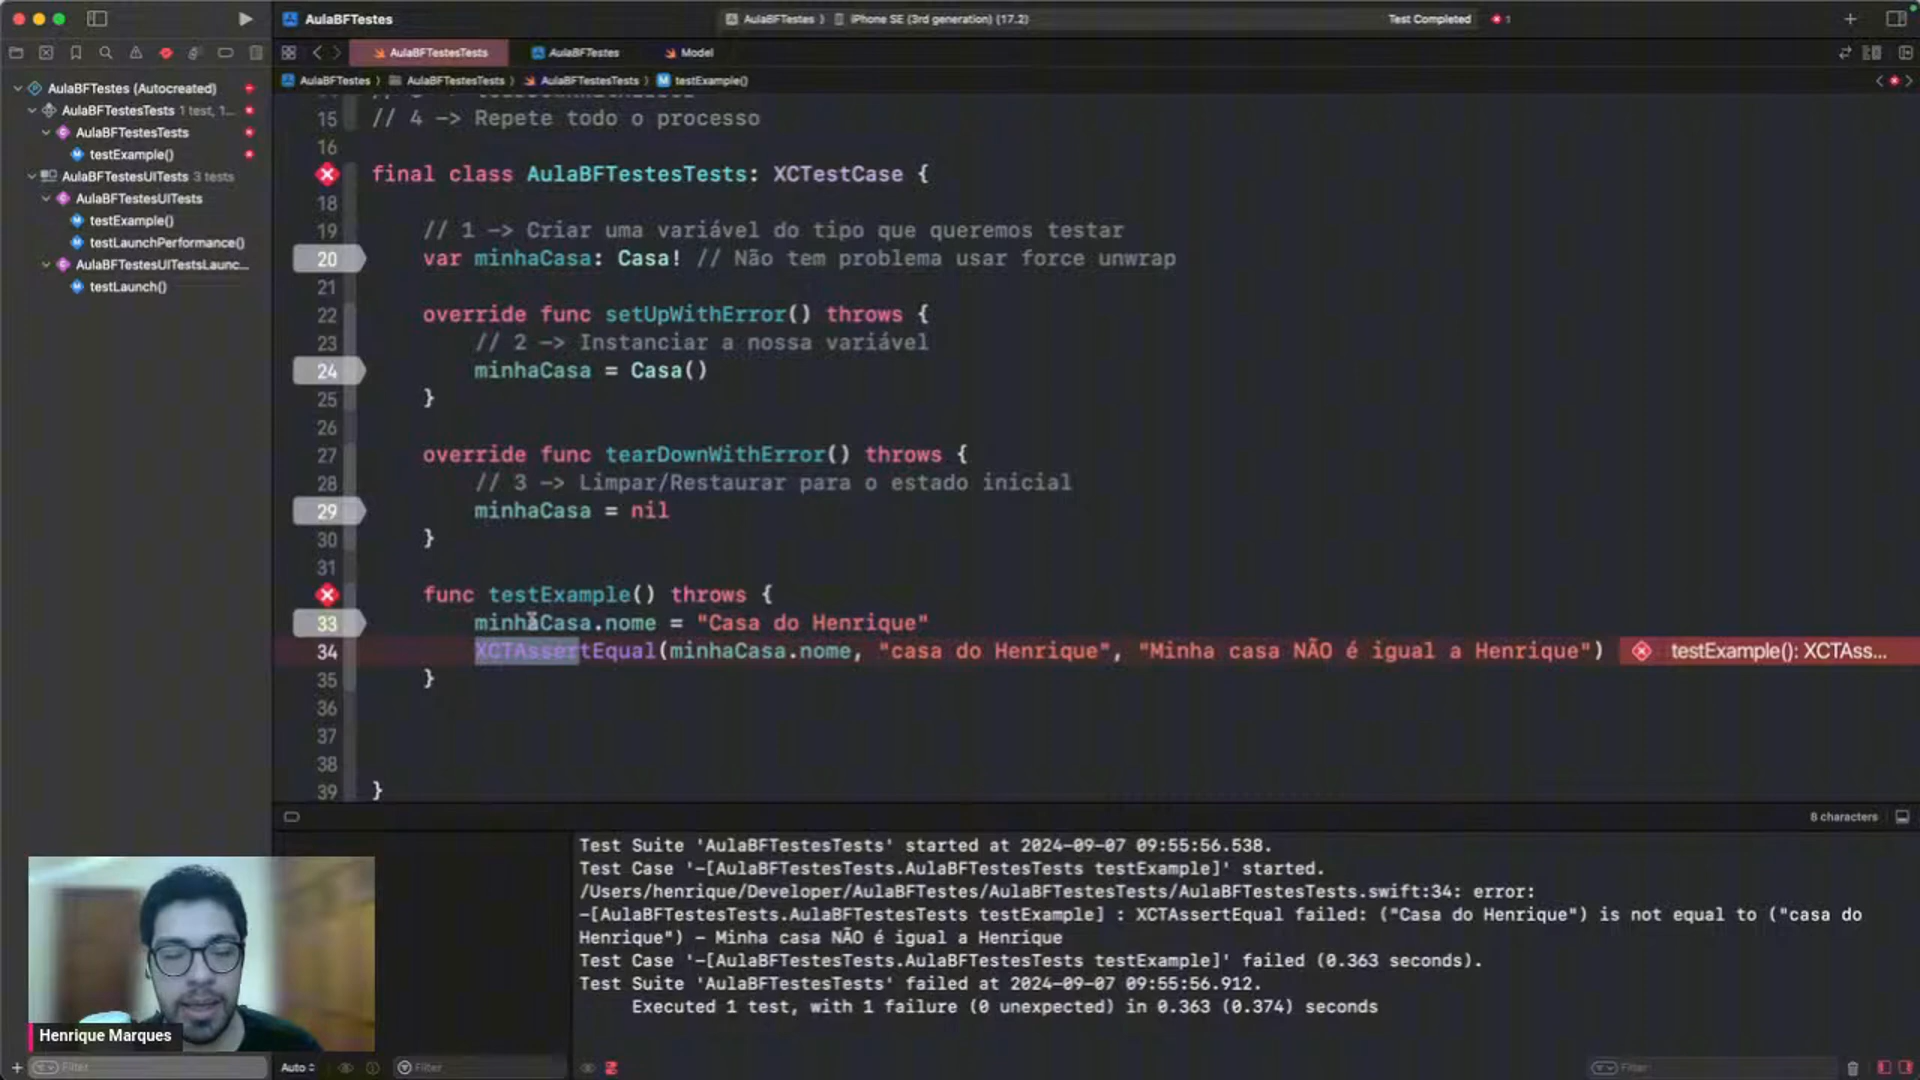 AulaBFTestes
AulaBFTestes ⟩ iPhone SE (3rd generation) (17.2)
Test Completed
1
AulaBFTestesTests
AulaBFTestes
Model
AulaBFTestes ⟩ AulaBFTestesTests ⟩ AulaBFTestesTests ⟩ testExample()
AulaBFTestes (Autocreated)
AulaBFTestesTests 1 test, 1...
AulaBFTestesTests
testExample()
AulaBFTestesUITests 3 tests
AulaBFTestesUITests
testExample()
testLaunchPerformance()
AulaBFTestesUITestsLaunc...
testLaunch()
15 // 4 -> Repete todo o processo
16
final class AulaBFTestesTests: XCTestCase {
18
19 // 1 -> Criar uma variável do tipo que queremos testar
20 var minhaCasa: Casa! // Não tem problema usar force unwrap
21
22 override func setUpWithError() throws {
23 // 2 -> Instanciar a nossa variável
24 minhaCasa = Casa()
25 }
26
27 override func tearDownWithError() throws {
28 // 3 -> Limpar/Restaurar para o estado inicial
29 minhaCasa = nil
30 }
31
func testExample() throws {
33 minhaCasa.nome = "Casa do Henrique"
34 XCTAssertEqual(minhaCasa.nome, "casa do Henrique", "Minha casa NÃO é igual a Henrique") testExample(): XCTAss...
35 }
36
37
38
39 }
8 characters
Test Suite 'AulaBFTestesTests' started at 2024-09-07 09:55:56.538.
Test Case '-[AulaBFTestesTests.AulaBFTestesTests testExample]' started.
/Users/henrique/Developer/AulaBFTestes/AulaBFTestesTests/AulaBFTestesTests.swift:34: error:
-[AulaBFTestesTests.AulaBFTestesTests testExample] : XCTAssertEqual failed: ("Casa do Henrique") is not equal to ("casa do
Henrique") - Minha casa NÃO é igual a Henrique
Test Case '-[AulaBFTestesTests.AulaBFTestesTests testExample]' failed (0.363 seconds).
Test Suite 'AulaBFTestesTests' failed at 2024-09-07 09:55:56.912.
Executed 1 test, with 1 failure (0 unexpected) in 0.363 (0.374) seconds
Henrique Marques
Filter
Auto
Filter
Filter